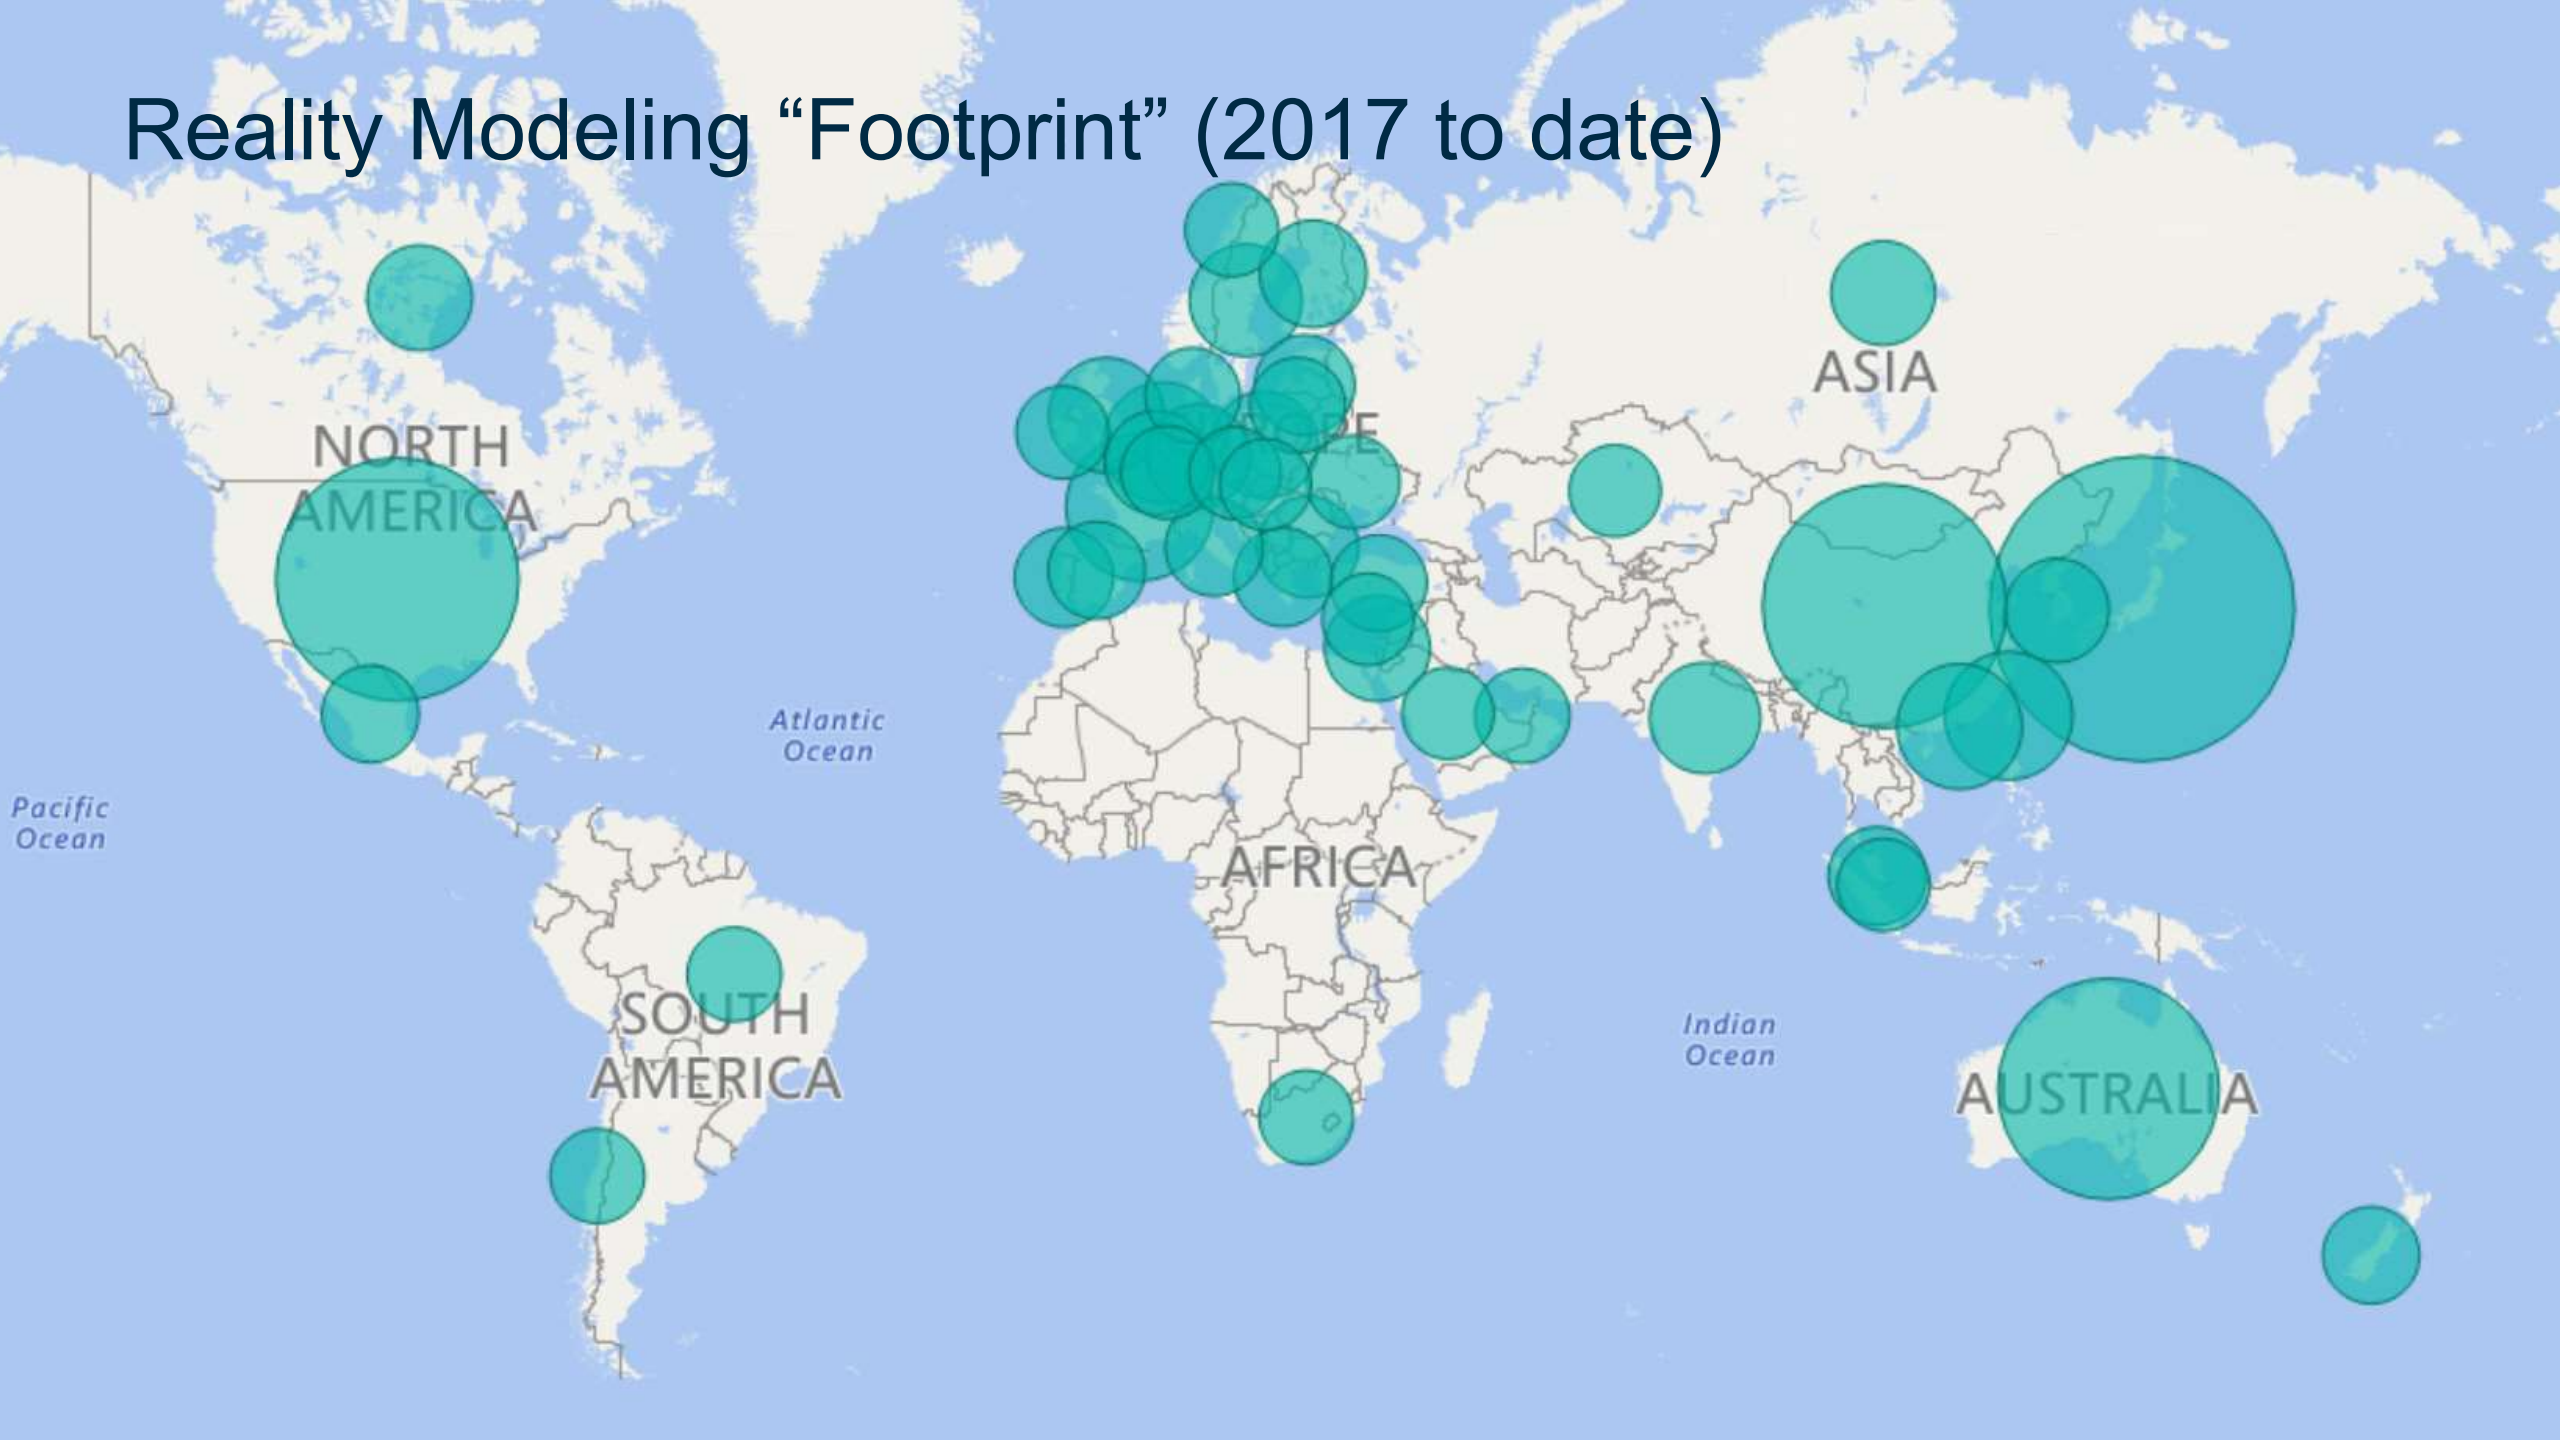 Reality Modeling “Footprint” (2017 to date)
ASIA
NORTH
AMERICA
Atlantic
Ocean
Pacific
Ocean
AFRICA
SOUTH
AMERICA
Indian
Ocean
AUSTRALIA